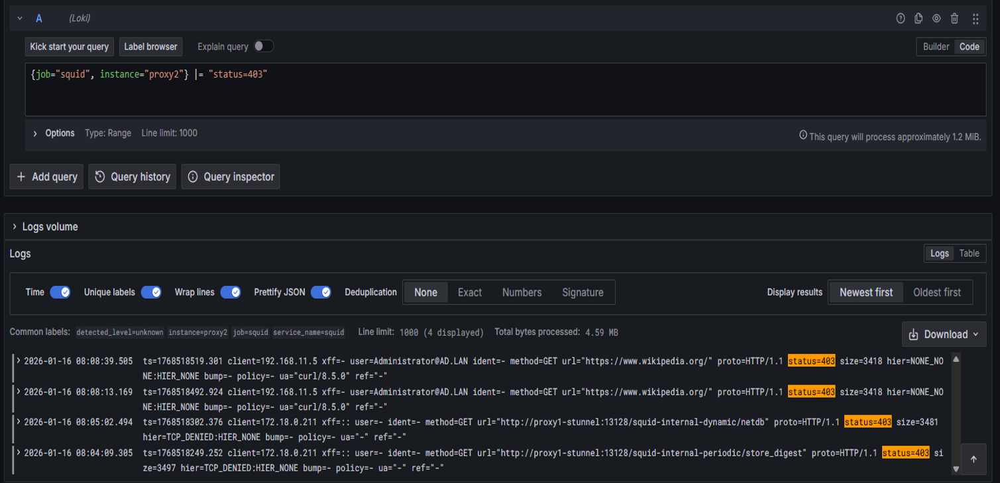 A (Loki)
Kick start your query Label browser Explain query Builder Code
{job="squid", instance="proxy2"} |= "status=403"
Options Type: Range Line limit: 1000 This query will process approximately 1.2 MiB.
+ Add query Query history Query inspector
Logs volume
Logs Logs Table
Time Unique labels Wrap lines Prettify JSON Deduplication None Exact Numbers Signature Display results Newest first Oldest first
Common labels: detected_level=unknown instance=proxy2 job=squid service_name=squid Line limit: 1000 (4 displayed) Total bytes processed: 4.59 MB Download
2026-01-16 08:08:39.505 ts=1768518519.301 client=192.168.11.5 xff=- user=Administrator@AD.LAN ident=- method=GET url="https://www.wikipedia.org/" proto=HTTP/1.1 status=403 size=3418 hier=NONE_NO
NE:HIER_NONE bump=- policy=- ua="curl/8.5.0" ref="-"
2026-01-16 08:08:13.169 ts=1768518492.924 client=192.168.11.5 xff=- user=Administrator@AD.LAN ident=- method=GET url="https://www.wikipedia.org/" proto=HTTP/1.1 status=403 size=3418 hier=NONE_NO
NE:HIER_NONE bump=- policy=- ua="curl/8.5.0" ref="-"
2026-01-16 08:05:02.494 ts=1768518302.376 client=172.18.0.211 xff=:: user=- ident=- method=GET url="http://proxy1-stunnel:13128/squid-internal-dynamic/netdb" proto=HTTP/1.1 status=403 size=3481
hier=TCP_DENIED:HIER_NONE bump=- policy=- ua="-" ref="-"
2026-01-16 08:04:09.305 ts=1768518249.252 client=172.18.0.211 xff=:: user=- ident=- method=GET url="http://proxy1-stunnel:13128/squid-internal-periodic/store_digest" proto=HTTP/1.1 status=403 si
ze=3497 hier=TCP_DENIED:HIER_NONE bump=- policy=- ua="-" ref="-"